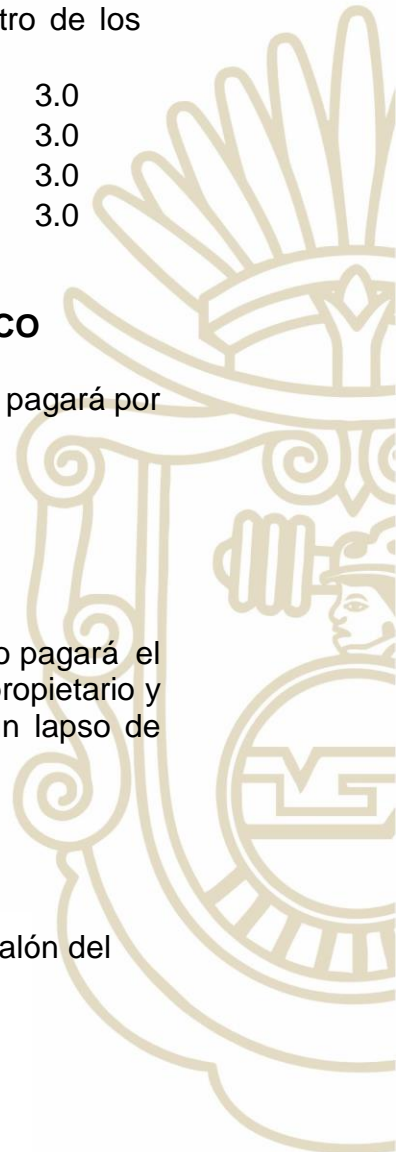 tro de los
3.0
3.0
3.0
3.0
CO
pagará por
o pagará el
propietario y
n lapso de
alón del